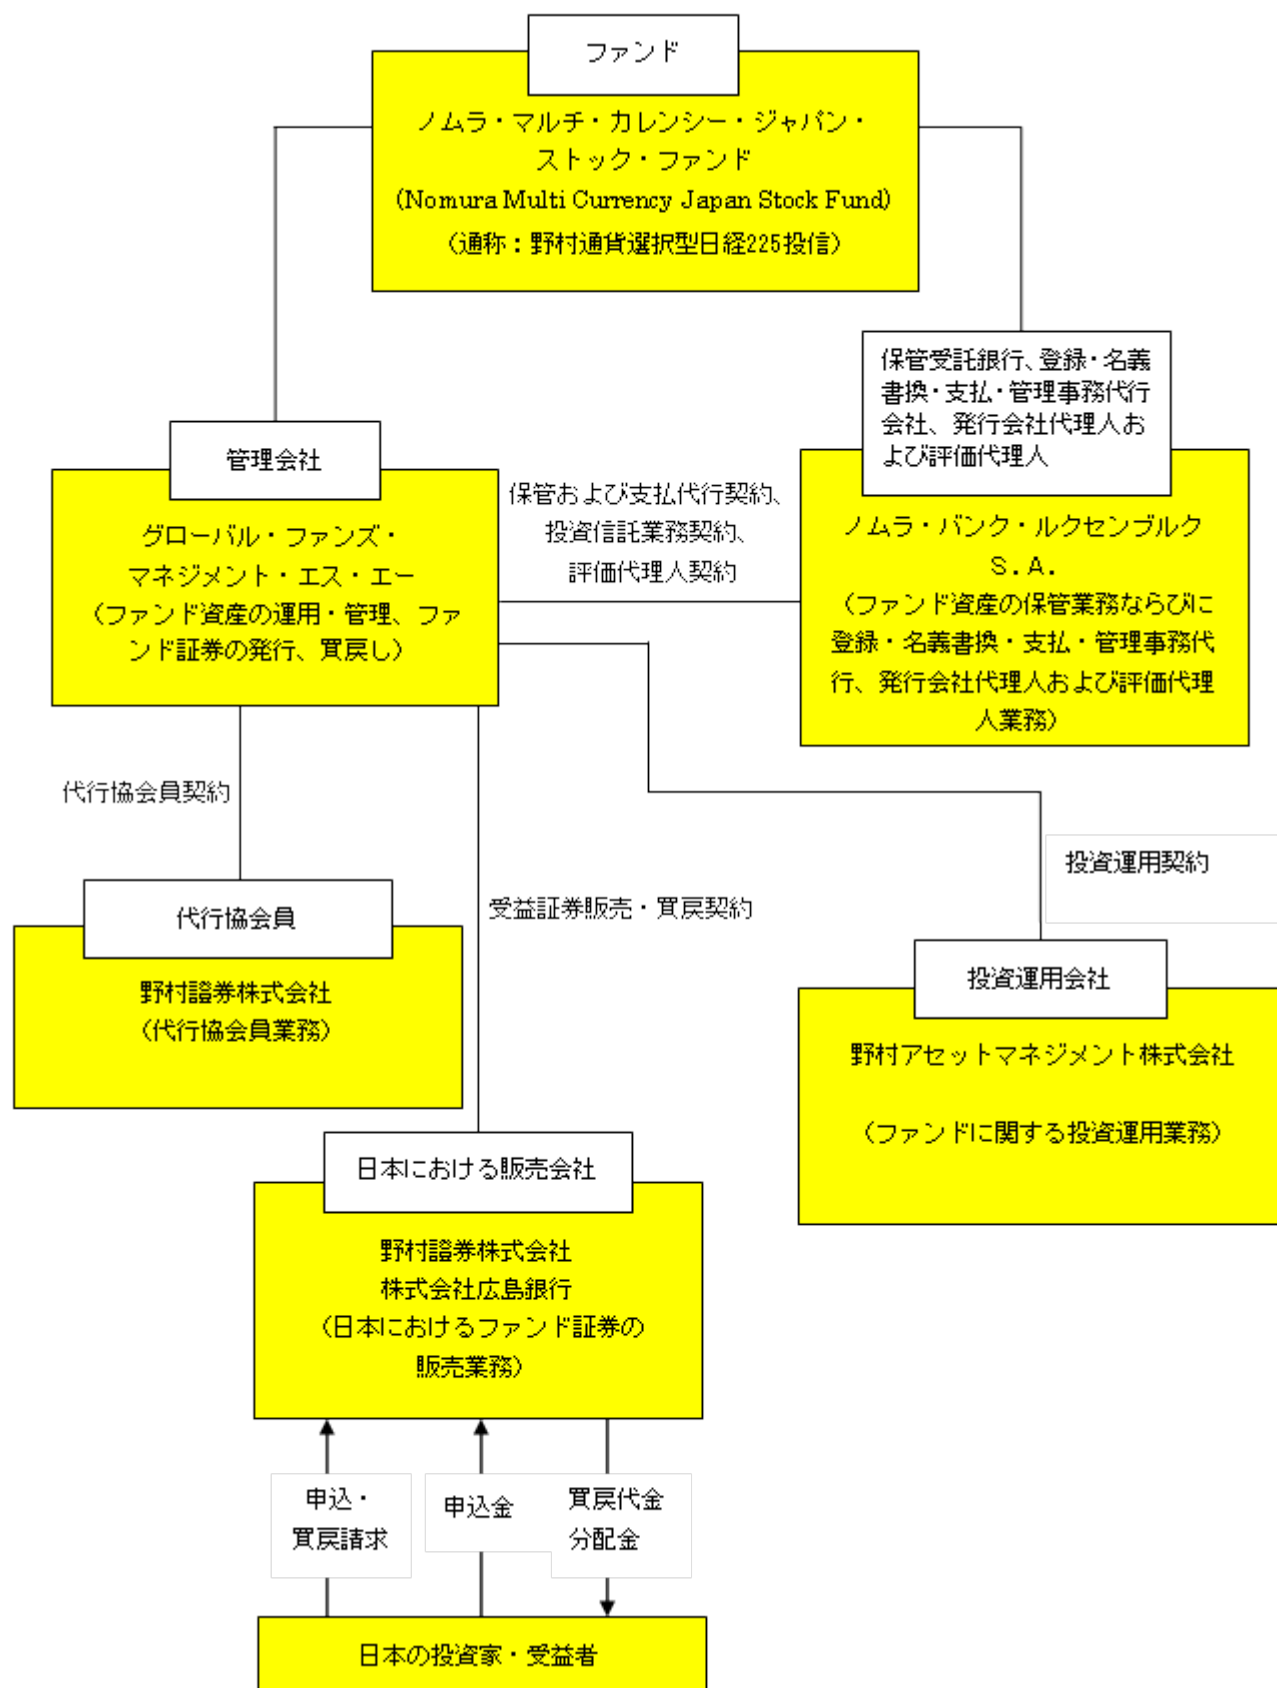 ファンド
ノムラ・マルチ・カレンシー・ジャパン・
ストック・ファンド
(Nomura Multi Currency Japan Stock Fund)
（通称：野村通貨選択型日経225投信）
保管受託銀行、登録・名義
書換・支払・管理事務代行
会社、発行会社代理人お
よび評価代理人
管理会社
グローバル・ファンズ・
マネジメント・エス・エー
（ファンド資産の運用・管理、ファ
ンド証券の発行、買戻し）
保管および支払代行契約、
投資信託業務契約、
評価代理人契約
ノムラ・バンク・ルクセンブルク
Ｓ．Ａ．
（ファンド資産の保管業務ならびに
登録・名義書換・支払・管理事務代
行、発行会社代理人および評価代理
人業務）
代行協会員契約
投資運用契約
代行協会員
野村證券株式会社
（代行協会員業務）
受益証券販売・買戻契約
投資運用会社
野村アセットマネジメント株式会社
（ファンドに関する投資運用業務）
日本における販売会社
野村證券株式会社
株式会社広島銀行
（日本におけるファンド証券の
販売業務）
申込・
買戻請求
申込金
買戻代金
分配金
日本の投資家・受益者